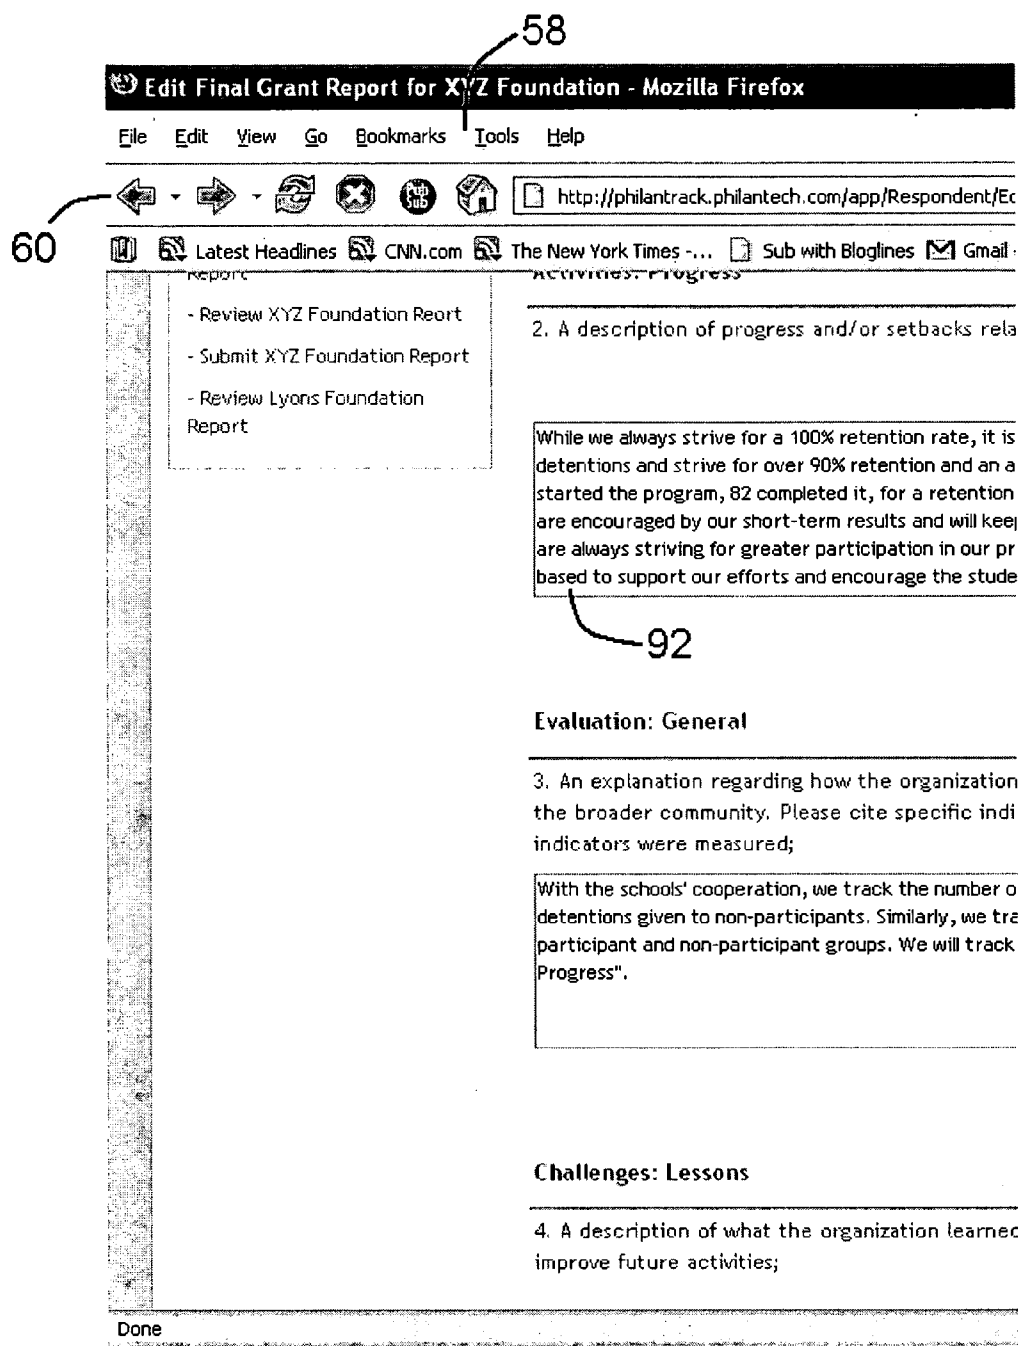 58
Edit Final Grant Report for XYZ Foundation - Mozilla Firefox
File Edit View Go Bookmarks Tools Help
Pub Sub http://philantrack.philantech.com/app/Respondent/Ec
60
Latest Headlines CNN.com The New York Times -... Sub with Bloglines Gmail
Report
- Review XYZ Foundation Reort
- Submit XYZ Foundation Report
- Review Lyons Foundation
Report
Activities: Progress
2. A description of progress and/or setbacks rela
While we always strive for a 100% retention rate, it is
detentions and strive for over 90% retention and an a
started the program, 82 completed it, for a retention
are encouraged by our short-term results and will keep
are always striving for greater participation in our pr
based to support our efforts and encourage the stude
92
Evaluation: General
3. An explanation regarding how the organization
the broader community. Please cite specific indi
indicators were measured;
With the schools' cooperation, we track the number o
detentions given to non-participants. Similarly, we tra
participant and non-participant groups. We will track
Progress".
Challenges: Lessons
4. A description of what the organization learned
improve future activities;
Done